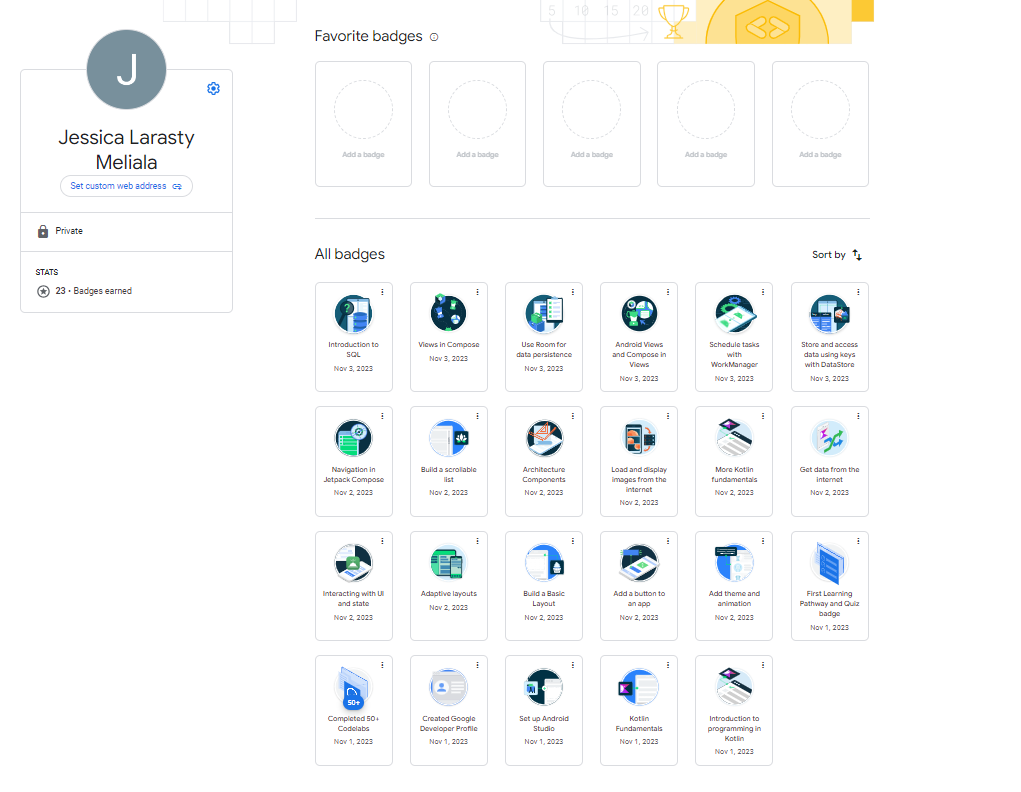 5 10 15 20
J
Jessica Larasty
Meliala
Set custom web address
Private
STATS
23 • Badges earned
Favorite badges
Add a badge
Add a badge
Add a badge
Add a badge
Add a badge
All badges
Sort by
Introduction to
SQL
Nov 3, 2023
Views in Compose
Nov 3, 2023
Use Room for
data persistence
Nov 3, 2023
Android Views
and Compose in
Views
Nov 3, 2023
Schedule tasks
with
WorkManager
Nov 3, 2023
Store and access
data using keys
with DataStore
Nov 3, 2023
Navigation in
Jetpack Compose
Nov 2, 2023
Build a scrollable
list
Nov 2, 2023
Architecture
Components
Nov 2, 2023
Load and display
images from the
internet
Nov 2, 2023
More Kotlin
fundamentals
Nov 2, 2023
Get data from the
internet
Nov 2, 2023
Interacting with UI
and state
Nov 2, 2023
Adaptive layouts
Nov 2, 2023
Build a Basic
Layout
Nov 2, 2023
Add a button to
an app
Nov 2, 2023
Add theme and
animation
Nov 2, 2023
First Learning
Pathway and Quiz
badge
Nov 1, 2023
50+
Completed 50+
Codelabs
Nov 1, 2023
Created Google
Developer Profile
Nov 1, 2023
Set up Android
Studio
Nov 1, 2023
Kotlin
Fundamentals
Nov 1, 2023
Introduction to
programming in
Kotlin
Nov 1, 2023